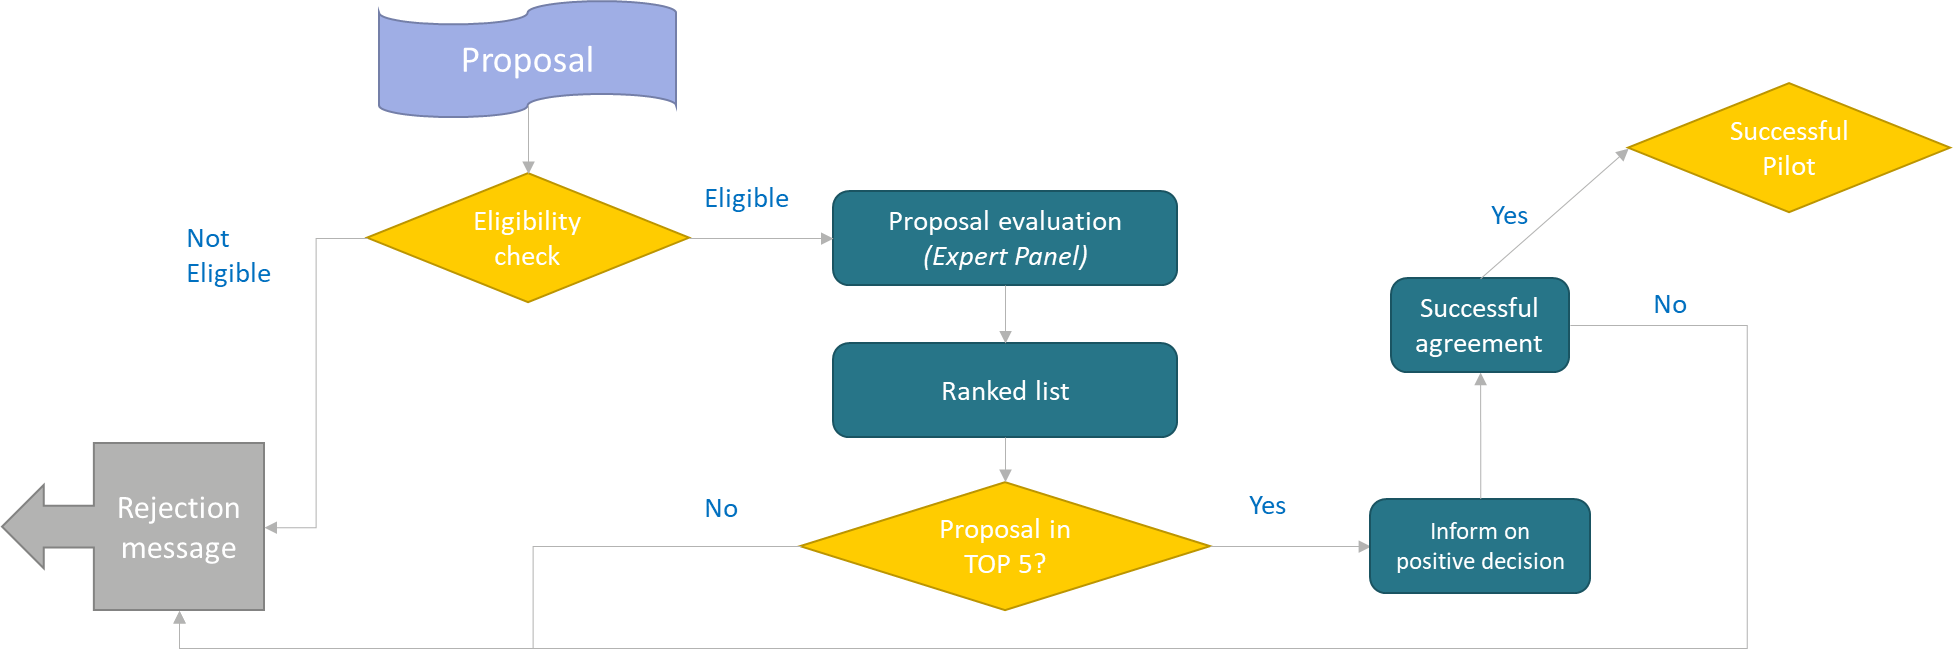 Proposal
Eligibility
check
Not
Eligible
Eligible
Proposal evaluation
(Expert Panel)
Ranked list
Proposal in
TOP 5?
No
Yes
Rejection
message
Inform on
positive decision
Successful
agreement
Yes
No
Successful
Pilot